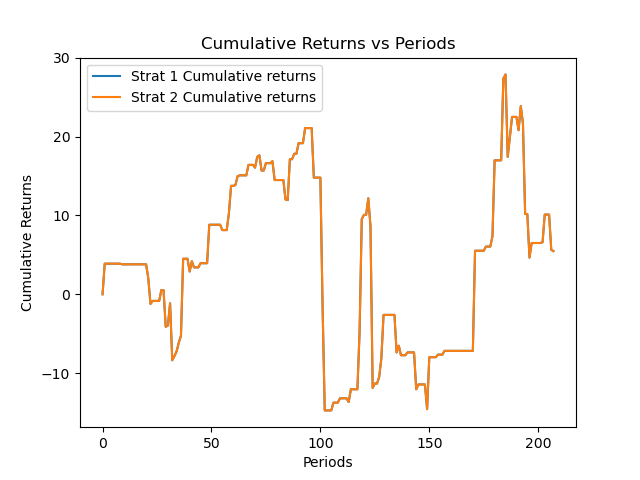 Cumulative Returns vs Periods
Strat 1 Cumulative returns
Strat 2 Cumulative returns
Cumulative Returns
30
20
10
0
−10
0 50 100 150 200
Periods